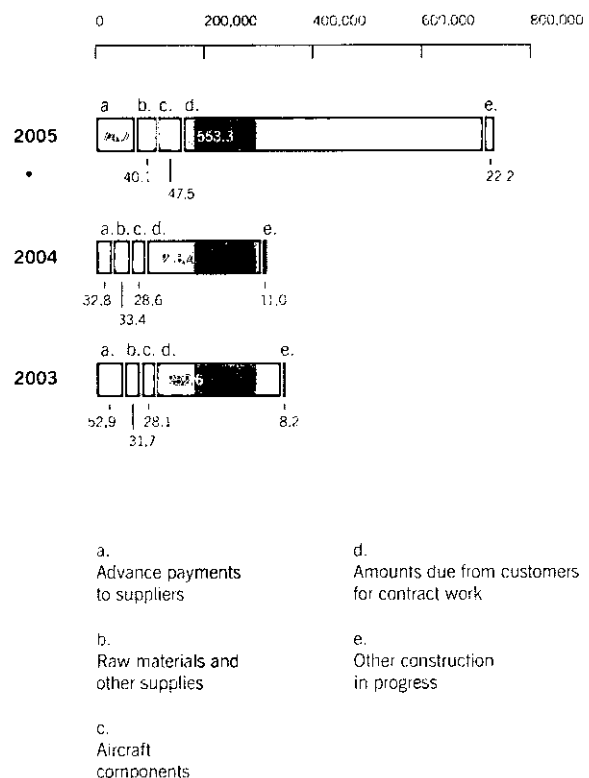 0 200,000 400,000 600,000 800,000
a b. c. d. e.
2005
553.3
40.1 22.2
47.5
a. b. c. d. e.
2004
32.8 28.6 11.0
33.4
a. b. c. d. e.
2003
52.9 28.1 8.2
31.7
a.
Advance payments
to suppliers
b.
Raw materials and
other supplies
c.
Aircraft
components
d.
Amounts due from customers
for contract work
e.
Other construction
in progress